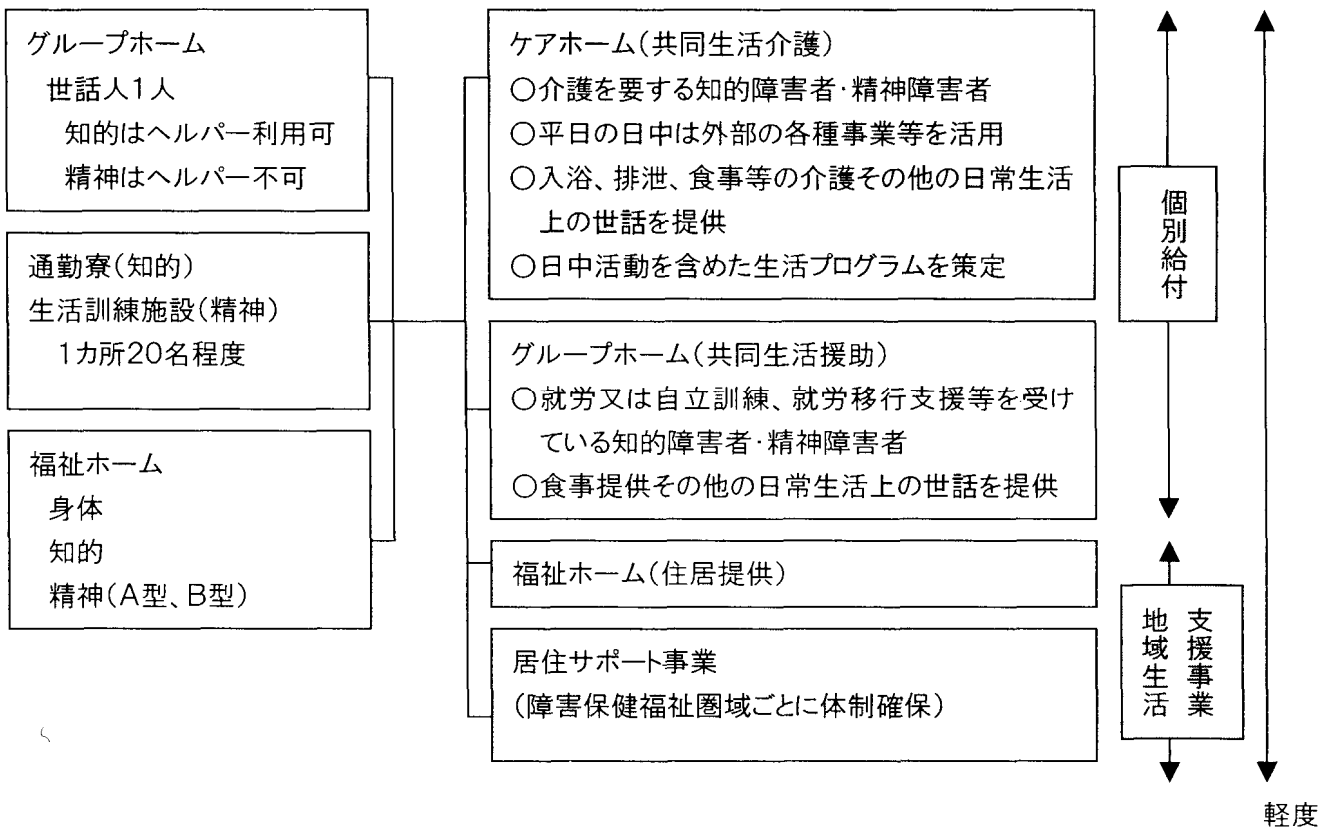 グループホーム
世話人1人
知的はヘルパー利用可
精神はヘルパー不可
通勤寮(知的)
生活訓練施設(精神)
1カ所20名程度
福祉ホーム
身体
知的
精神(A型、B型)
ケアホーム(共同生活介護)
○介護を要する知的障害者・精神障害者
○平日の日中は外部の各種事業等を活用
○入浴、排泄、食事等の介護その他の日常生活
上の世話を提供
○日中活動を含めた生活プログラムを策定
グループホーム(共同生活援助)
○就労又は自立訓練、就労移行支援等を受け
ている知的障害者・精神障害者
○食事提供その他の日常生活上の世話を提供
福祉ホーム(住居提供)
居住サポート事業
(障害保健福祉圏域ごとに体制確保)
個別給付
支援事業
地域生活
軽度